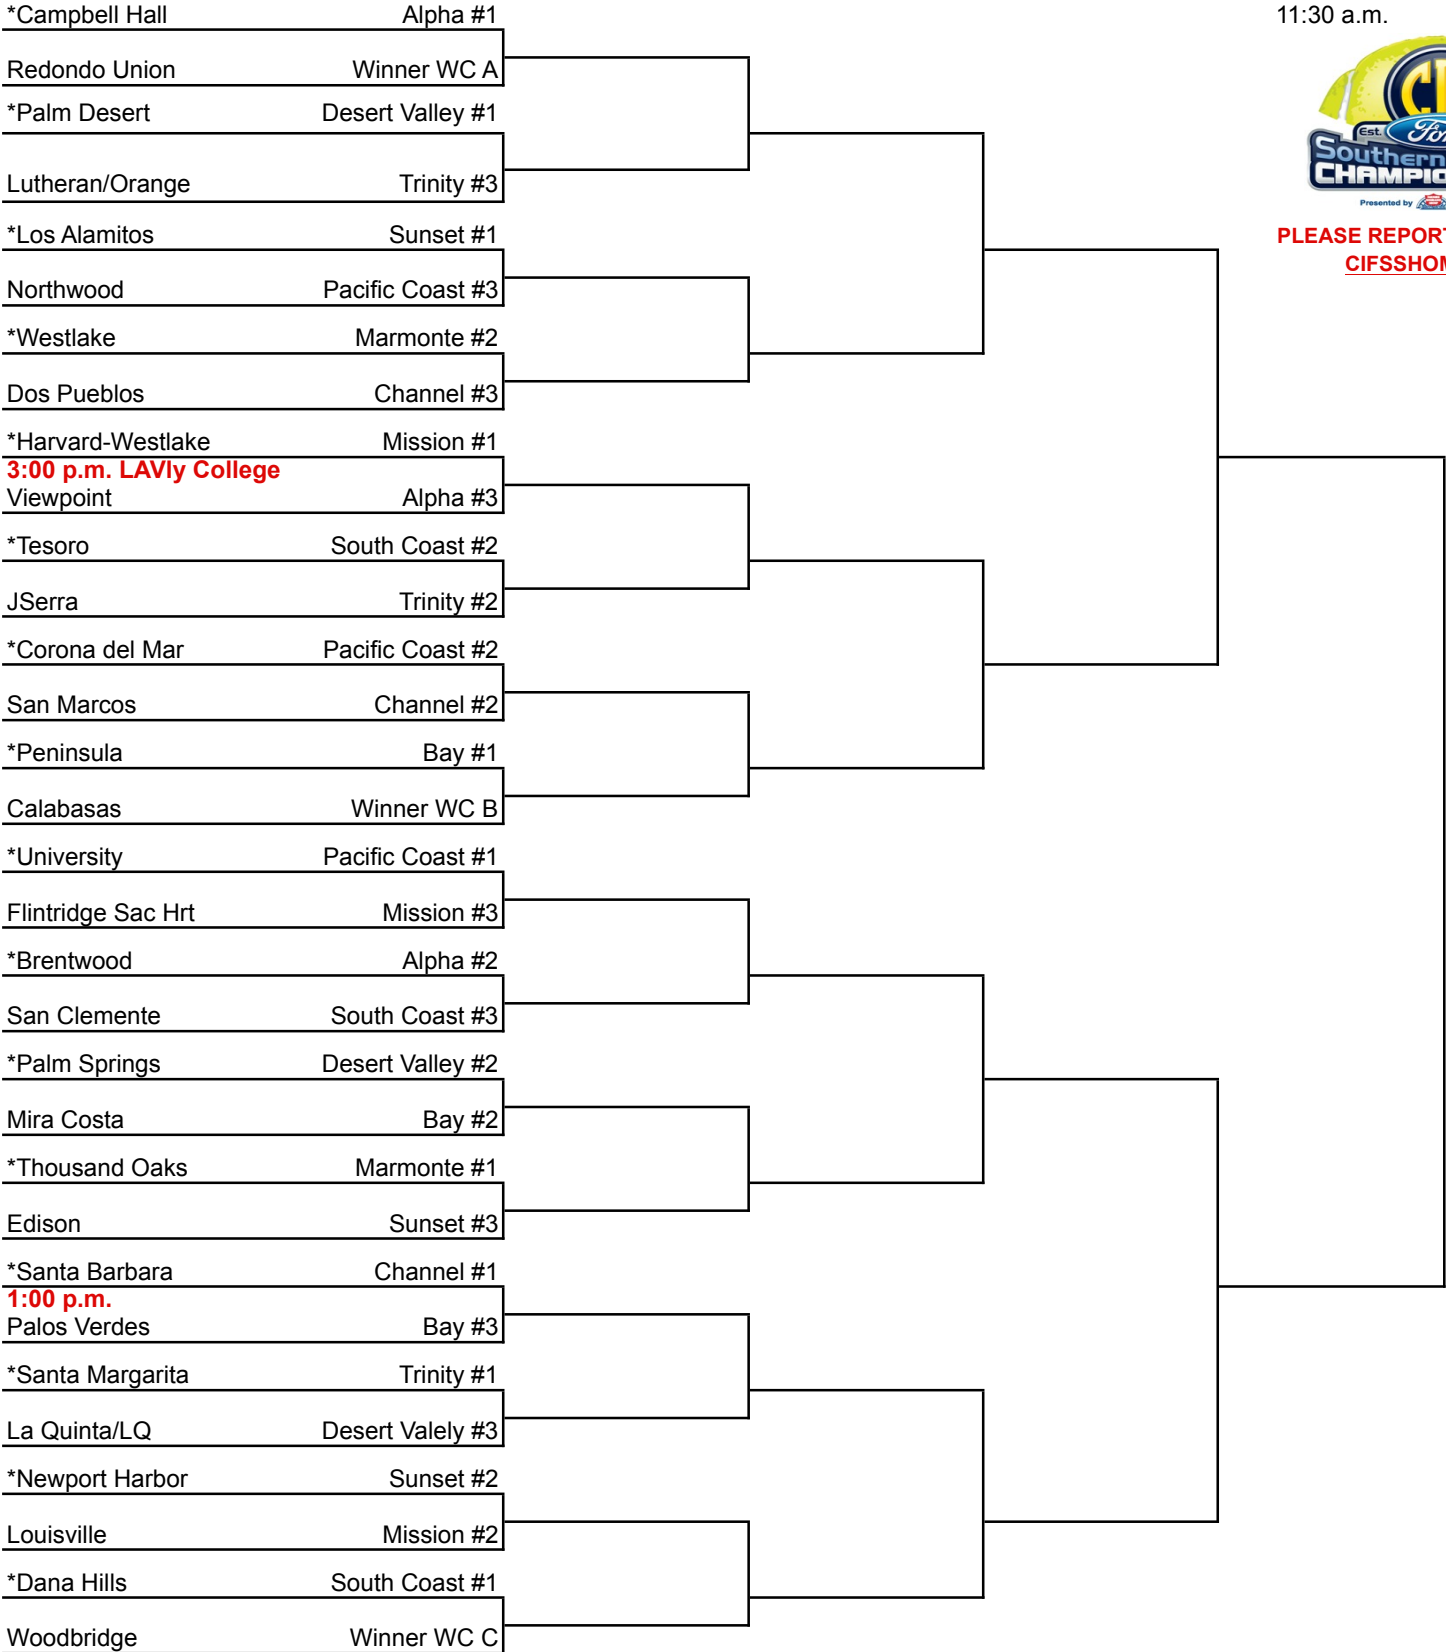 *Campbell Hall Alpha #1
11:30 a.m.
Redondo Union Winner WC A
*Palm Desert Desert Valley #1
Est. Ford
Southern
Lutheran/Orange Trinity #3
Presented by
*Los Alamitos Sunset #1
PLEASE REPORT
CIFSSHOM
Northwood Pacific Coast #3
*Westlake Marmonte #2
Dos Pueblos Channel #3
*Harvard-Westlake Mission #1
3:00 p.m. LAVly College
Viewpoint Alpha #3
*Tesoro South Coast #2
JSerra Trinity #2
*Corona del Mar Pacific Coast #2
San Marcos Channel #2
*Peninsula Bay #1
Calabasas Winner WC B
*University Pacific Coast #1
Flintridge Sac Hrt Mission #3
*Brentwood Alpha #2
San Clemente South Coast #3
*Palm Springs Desert Valley #2
Mira Costa Bay #2
*Thousand Oaks Marmonte #1
Edison Sunset #3
*Santa Barbara Channel #1
1:00 p.m.
Palos Verdes Bay #3
*Santa Margarita Trinity #1
La Quinta/LQ Desert Valely #3
*Newport Harbor Sunset #2
Louisville Mission #2
*Dana Hills South Coast #1
Woodbridge Winner WC C